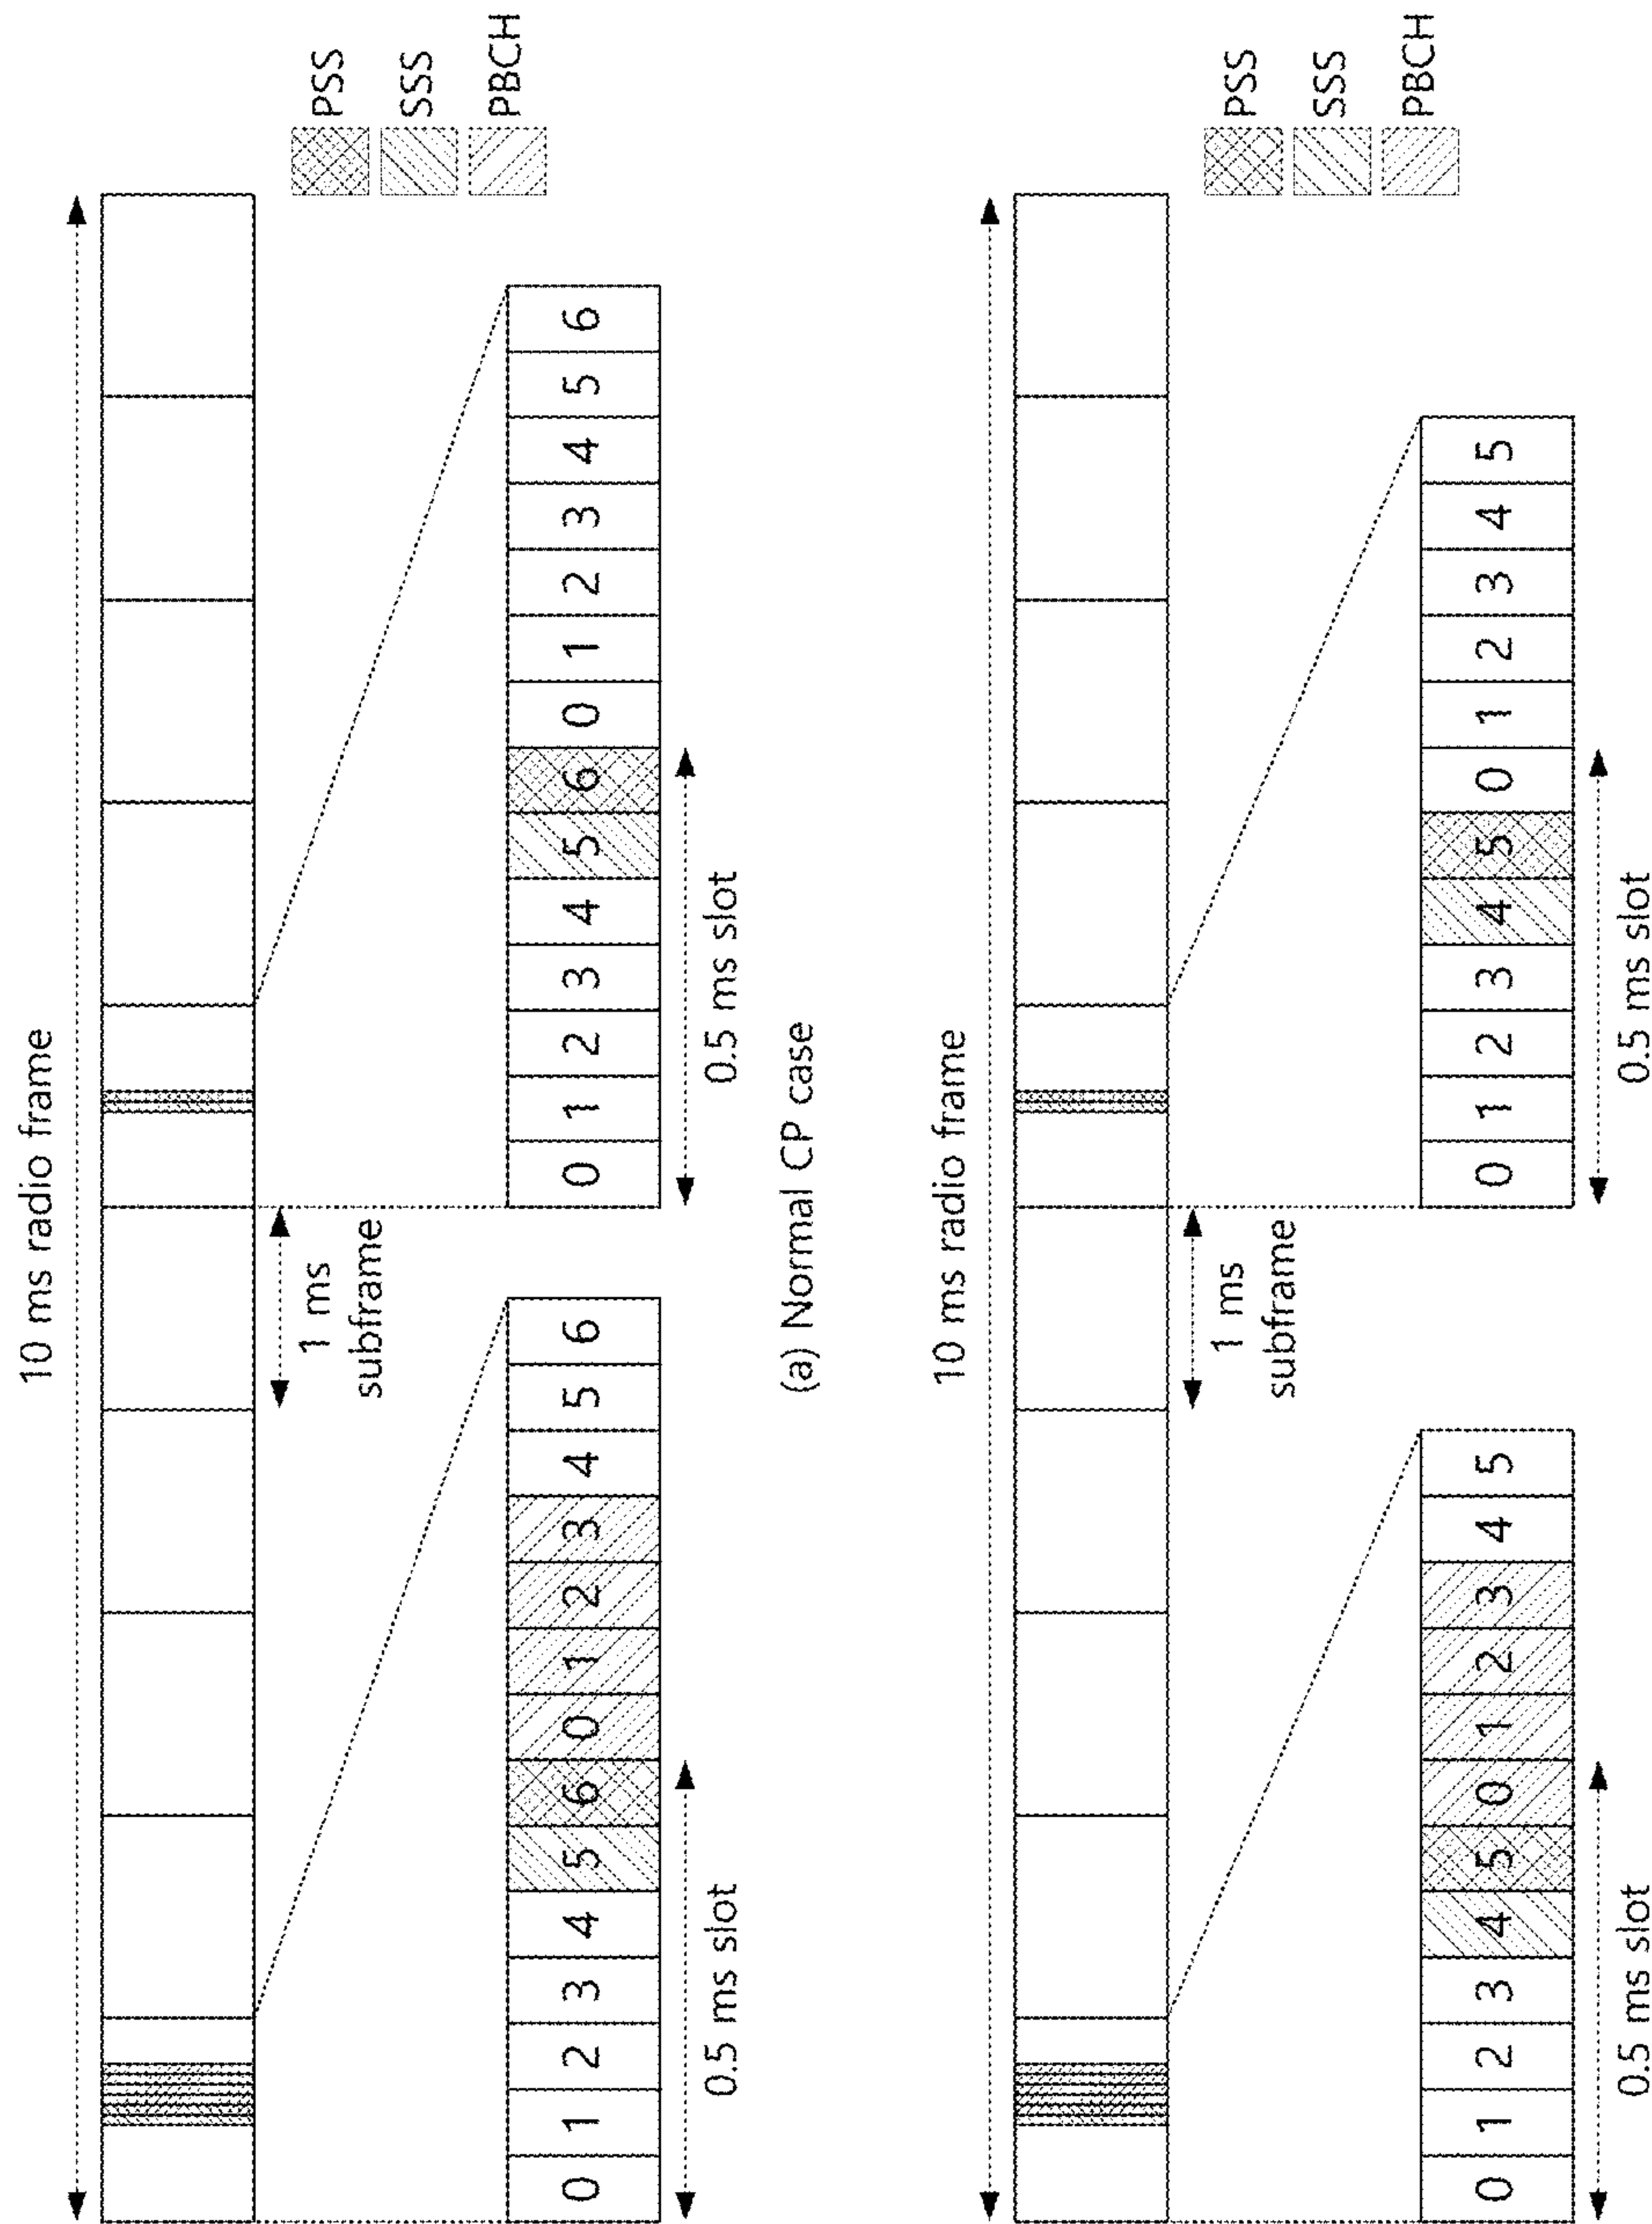 10 ms radio frame
PSS
SSS
PBCH
1 ms
subframe
0 1 2 3 4 5 6 0 1 2 3 4 5 6
0 1 2 3 4 5 6 0 1 2 3 4 5 6
0.5 ms slot
0.5 ms slot
(a) Normal CP case
10 ms radio frame
PSS
SSS
PBCH
1 ms
subframe
0 1 2 3 4 5 0 1 2 3 4 5
0 1 2 3 4 5 0 1 2 3 4 5
0.5 ms slot
0.5 ms slot